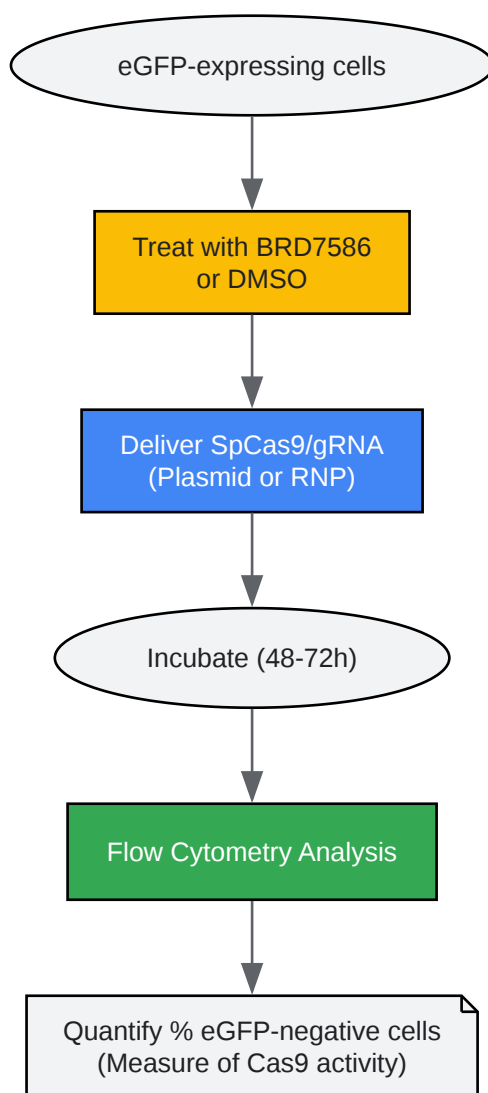 eGFP-expressing cells
Treat with BRD7586
or DMSO
Deliver SpCas9/gRNA
(Plasmid or RNP)
Incubate (48-72h)
Flow Cytometry Analysis
Quantify % eGFP-negative cells
(Measure of Cas9 activity)